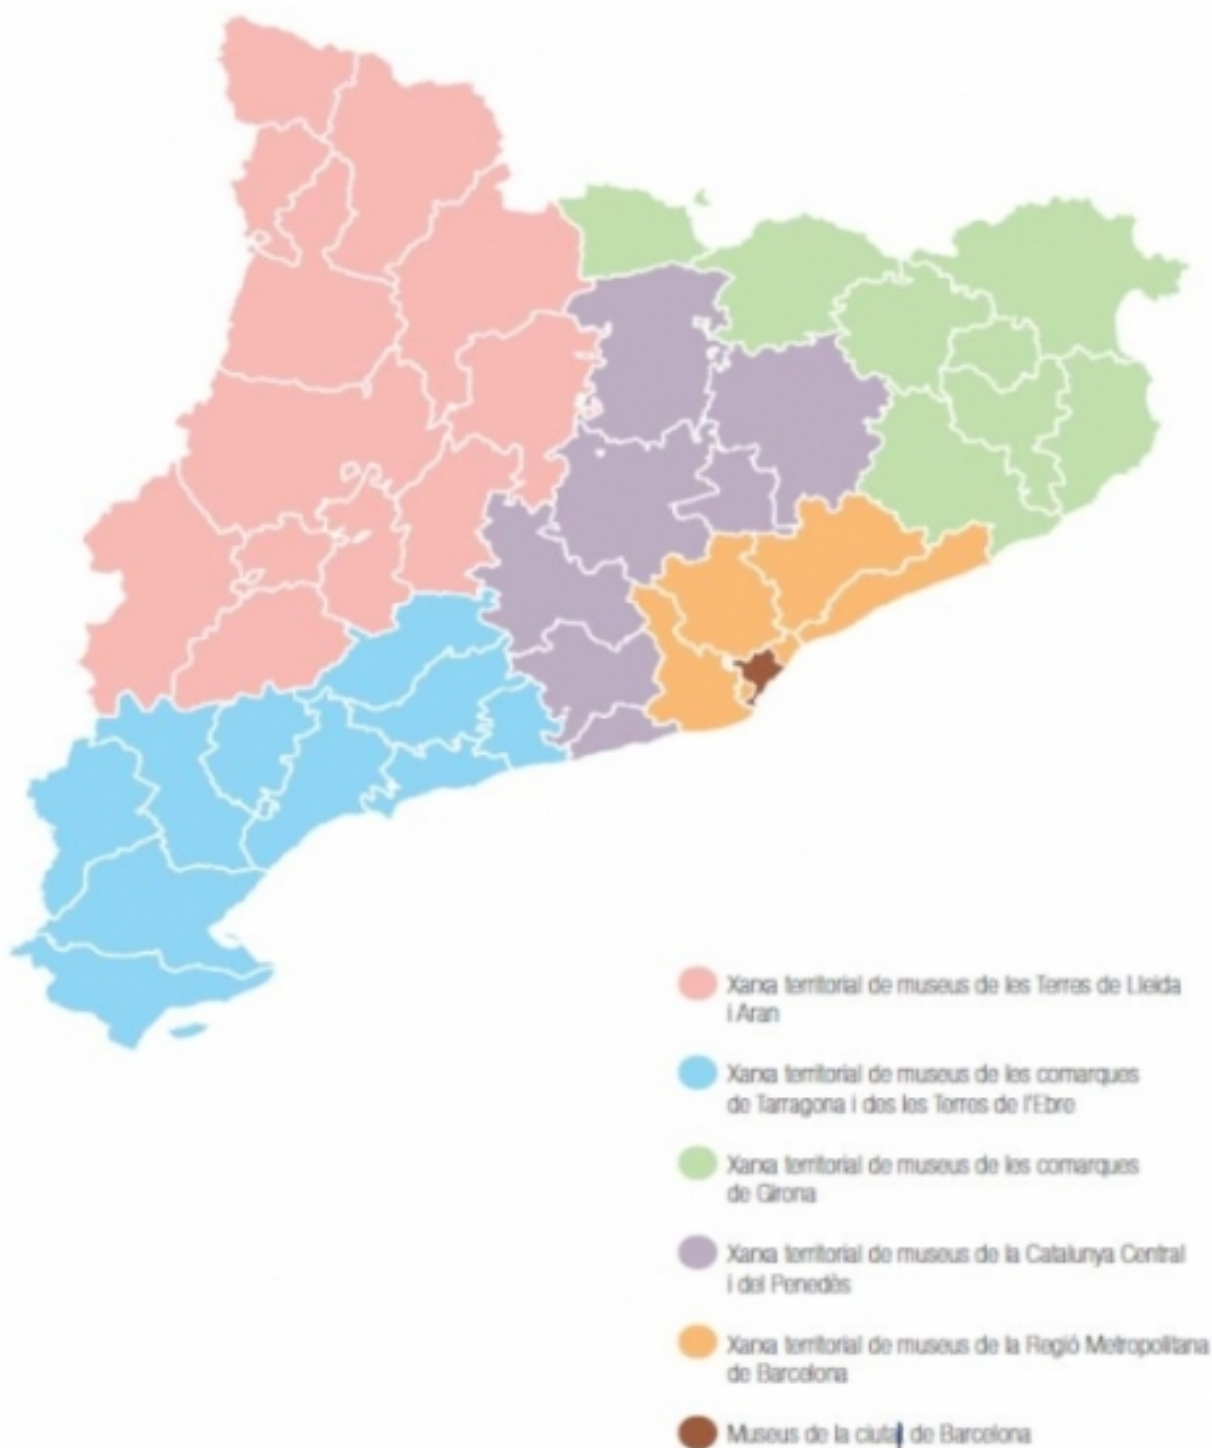 Xarxa territorial de museus de les Terres de Lleida
i Aran
Xarxa territorial de museus de les comarques
de Tarragona i des les Terres de l'Ebre
Xarxa territorial de museus de les comarques
de Girona
Xarxa territorial de museus de la Catalunya Central
i del Penedès
Xarxa territorial de museus de la Regió Metropolitana
de Barcelona
Museus de la ciutat de Barcelona